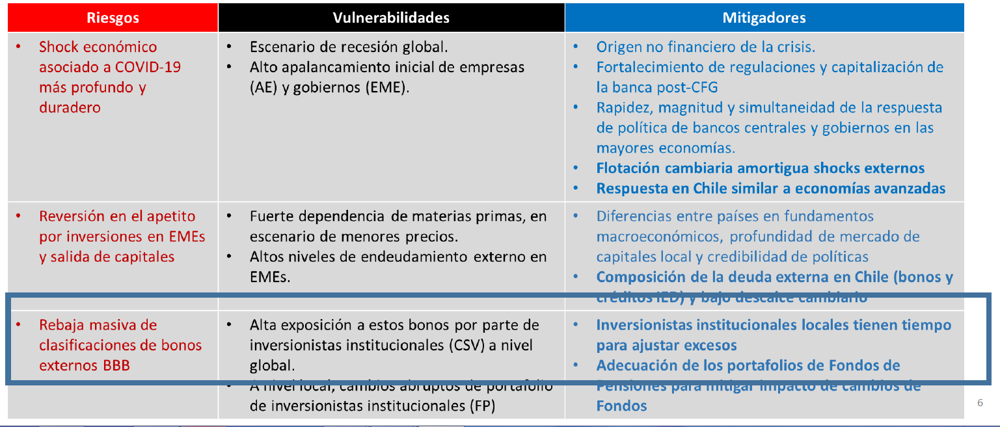 Riesgos
Vulnerabilidades
Mitigadores
• Shock económico
asociado a COVID-19
más profundo y
duradero
• Escenario de recesión global.
• Alto apalancamiento inicial de empresas
(AE) y gobiernos (EME).
• Origen no financiero de la crisis.
• Fortalecimiento de regulaciones y capitalización de
la banca post-CFG
• Rapidez, magnitud y simultaneidad de la respuesta
de política de bancos centrales y gobiernos en las
mayores economías.
• Flotación cambiaria amortigua shocks externos
• Respuesta en Chile similar a economías avanzadas
• Reversión en el apetito
por inversiones en EMEs
y salida de capitales
• Fuerte dependencia de materias primas, en
escenario de menores precios.
• Altos niveles de endeudamiento externo en
EMEs.
• Diferencias entre países en fundamentos
macroeconómicos, profundidad de mercado de
capitales local y credibilidad de políticas
• Composición de la deuda externa en Chile (bonos y
créditos IED) y bajo descalce cambiario
• Rebaja masiva de
clasificaciones de bonos
externos BBB
• Alta exposición a estos bonos por parte de
inversionistas institucionales (CSV) a nivel
global.
• A nivel local, cambios abruptos de portafolio
de inversionistas institucionales (FP)
• Inversionistas institucionales locales tienen tiempo
para ajustar excesos
• Adecuación de los portafolios de Fondos de
Pensiones para mitigar impacto de cambios de
Fondos
6